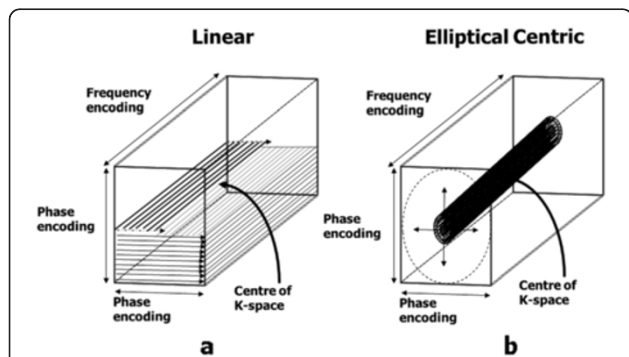 Linear
Frequency
encoding
Phase
encoding
Phase
encoding
Centre of
K-space
a
Elliptical Centric
Frequency
encoding
Phase
encoding
Phase
encoding
Centre of
K-space
b